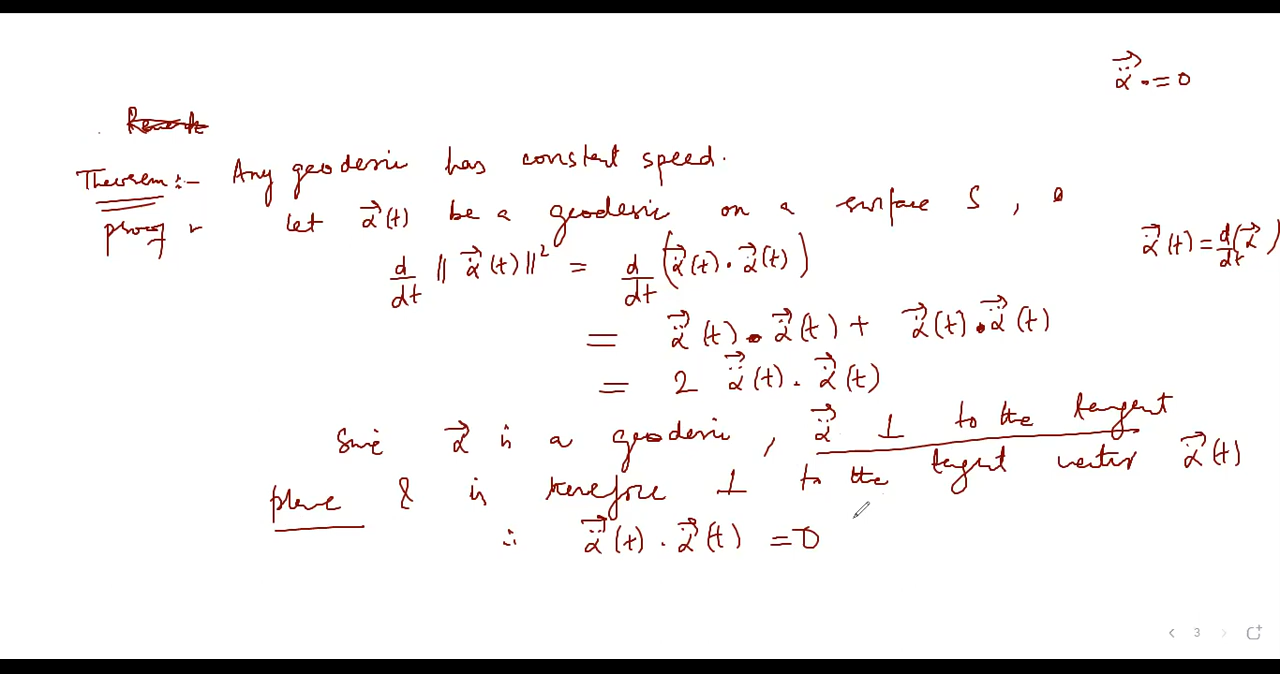 α̈⃗ · = 0
Remark
Theorem :- Any geodesic has constant speed.
proof Let α⃗(t) be a geodesic on a surface S,
d/dt ‖ α̇⃗(t) ‖² = d/dt ( α̇⃗(t) · α̇⃗(t) )
α̇⃗(t) = d/dt (α⃗)
= α̈⃗(t) · α̇⃗(t) + α̇⃗(t) · α̈⃗(t)
= 2 α̈⃗(t) · α̇⃗(t)
Since α⃗ is a geodesic, α̈⃗ ⊥ to the tangent
plane & is therefore ⊥ to the tangent vector α̇⃗(t)
∴ α̈⃗(t) · α̇⃗(t) = 0
< 3 >